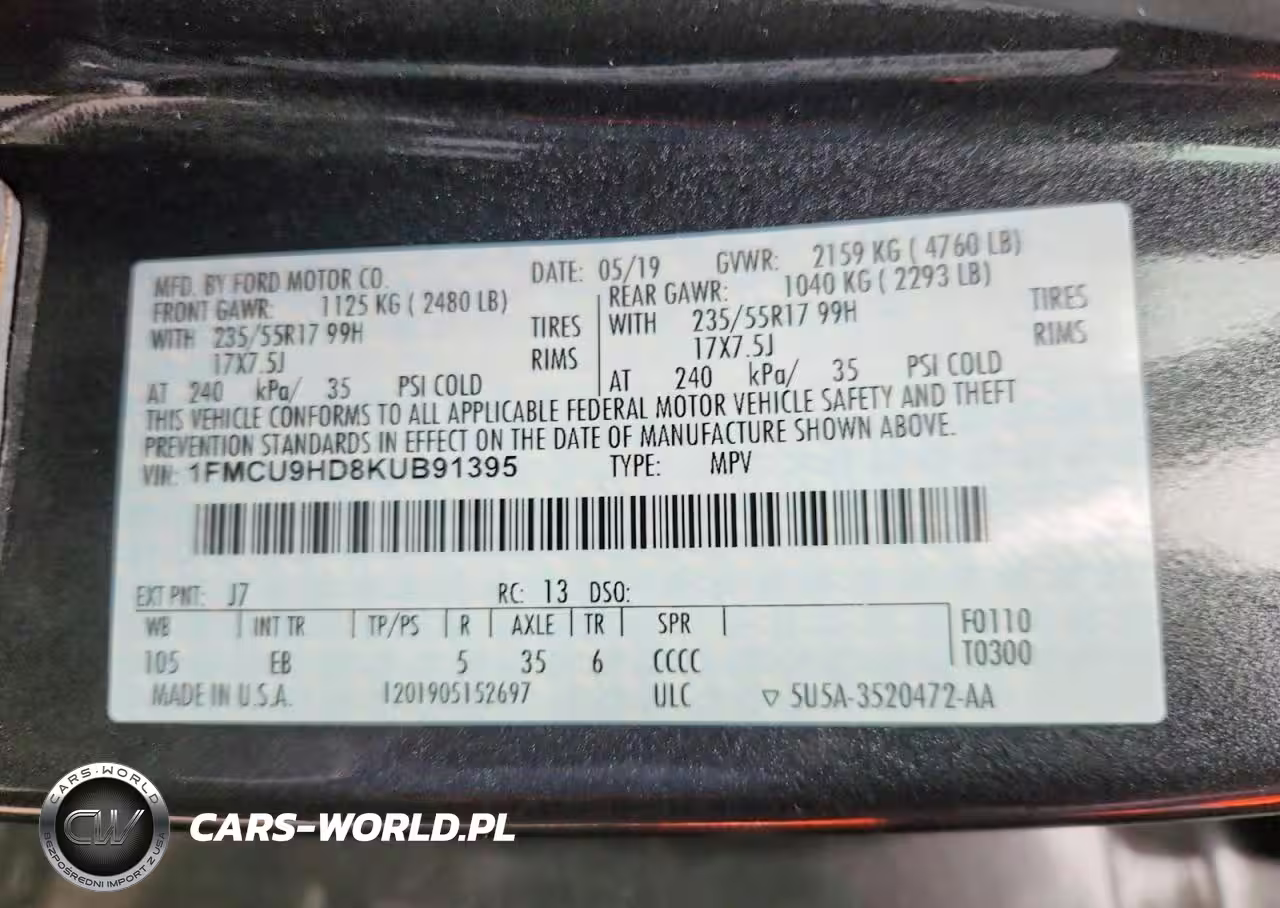 MFD. BY FORD MOTOR CO. DATE: 05/19 GVWR: 2159 KG ( 4760 LB)
FRONT GAWR: 1125 KG ( 2480 LB) REAR GAWR: 1040 KG ( 2293 LB)
WITH 235/55R17 99H TIRES WITH 235/55R17 99H TIRES
17X7.5J RIMS 17X7.5J RIMS
AT 240 kPa/ 35 PSI COLD AT 240 kPa/ 35 PSI COLD
THIS VEHICLE CONFORMS TO ALL APPLICABLE FEDERAL MOTOR VEHICLE SAFETY AND THEFT
PREVENTION STANDARDS IN EFFECT ON THE DATE OF MANUFACTURE SHOWN ABOVE.
VIN: 1FMCU9HD8KUB91395 TYPE: MPV
EXT PNT: J7 RC: 13 DSO:
WB INT TR TP/PS R AXLE TR SPR F0110
105 EB 5 35 6 CCCC T0300
MADE IN U.S.A. 1201905152697 ULC ▽ 5U5A-3520472-AA
CARS-WORLD
CW
BEZPOŚREDNI IMPORT Z USA
CARS-WORLD.PL